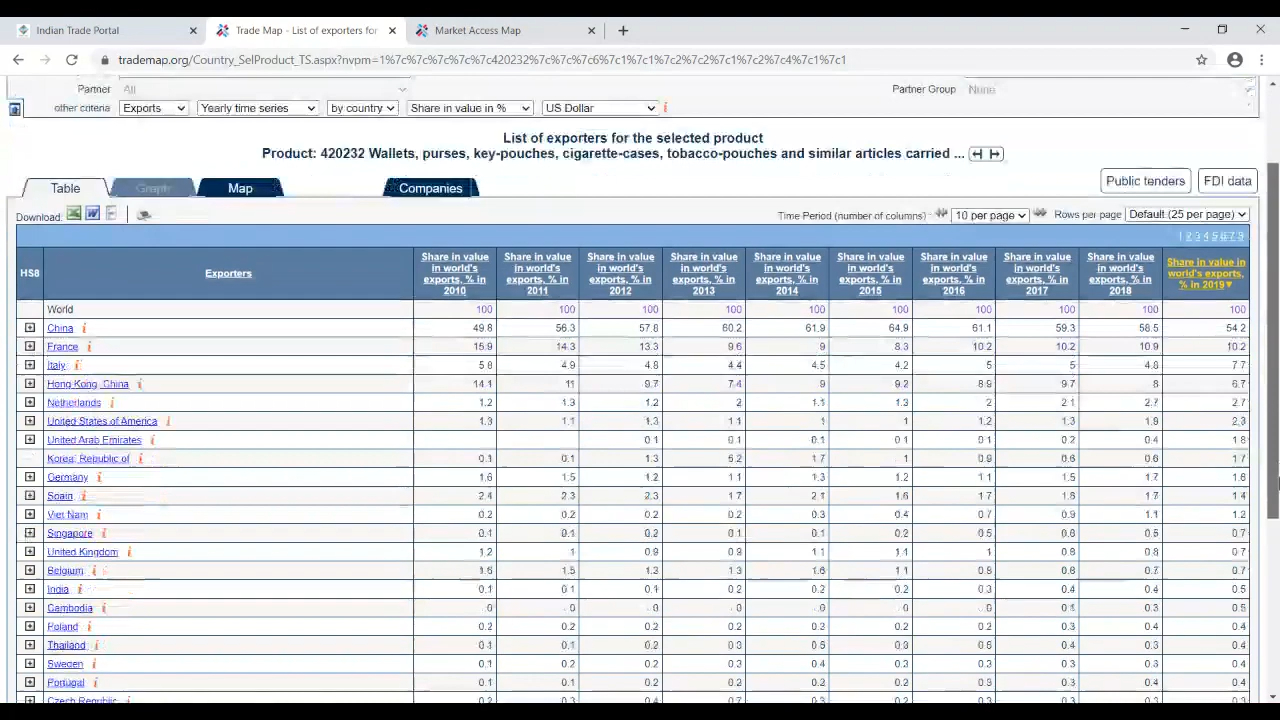 Indian Trade Portal
Trade Map - List of exporters for
Market Access Map
trademap.org/Country_SelProduct_TS.aspx?nvpm=1%7c%7c%7c%7c%7c420232%7c%7c%7c6%7c1%7c1%7c2%7c2%7c1%7c2%7c4%7c1%7c1
Partner All Partner Group None
other criteria Exports Yearly time series by country Share in value in % US Dollar i
List of exporters for the selected product
Product: 420232 Wallets, purses, key-pouches, cigarette-cases, tobacco-pouches and similar articles carried ...
Table Graph Map Companies Public tenders FDI data
Download: Time Period (number of columns) 10 per page Rows per page Default (25 per page)
1 2 3 4 5 6 7 8 9
HS8 Exporters Share in value in world's exports, % in 2010 Share in value in world's exports, % in 2011 Share in value in world's exports, % in 2012 Share in value in world's exports, % in 2013 Share in value in world's exports, % in 2014 Share in value in world's exports, % in 2015 Share in value in world's exports, % in 2016 Share in value in world's exports, % in 2017 Share in value in world's exports, % in 2018 Share in value in world's exports, % in 2019
World 100 100 100 100 100 100 100 100 100 100
China i 49.8 56.3 57.8 60.2 61.9 64.9 61.1 59.3 58.5 54.2
France i 15.9 14.3 13.3 9.6 9 8.3 10.2 10.2 10.9 10.2
Italy i 5.8 4.9 4.8 4.4 4.5 4.2 5 5 4.8 7.7
Hong Kong, China i 14.1 11 9.7 7.4 9 9.2 8.9 9.7 8 6.7
Netherlands i 1.2 1.3 1.2 2 1.1 1.3 2 2.1 2.7 2.7
United States of America i 1.3 1.1 1.3 1.1 1 1 1.2 1.3 1.9 2.3
United Arab Emirates i 0.1 0.1 0.1 0.1 0.1 0.2 0.4 1.8
Korea, Republic of i 0.1 0.1 1.3 5.2 1.7 1 0.9 0.6 0.6 1.7
Germany i 1.6 1.5 1.2 1.1 1.3 1.2 1.1 1.5 1.7 1.6
Spain i 2.4 2.3 2.3 1.7 2.1 1.6 1.7 1.8 1.7 1.4
Viet Nam i 0.2 0.2 0.2 0.2 0.3 0.4 0.7 0.9 1.1 1.2
Singapore i 0.1 0.1 0.2 0.1 0.1 0.2 0.5 0.6 0.5 0.7
United Kingdom i 1.2 1 0.9 0.9 1.1 1.1 1 0.8 0.8 0.7
Belgium i 1.6 1.5 1.3 1.3 1.6 1.1 0.8 0.8 0.7 0.7
India i 0.1 0.1 0.1 0.2 0.2 0.2 0.3 0.4 0.4 0.5
Cambodia i 0 0 0 0 0 0 0 0.1 0.3 0.5
Poland i 0.2 0.2 0.2 0.2 0.2 0.2 0.2 0.2 0.4 0.4
Thailand i 0.1 0.1 0.2 0.3 0.5 0.6 0.4 0.3 0.4
Sweden i 0.1 0.2 0.2 0.3 0.4 0.3 0.3 0.3 0.4 0.4
Portugal i 0.1 0.1 0.2 0.2 0.2 0.2 0.3 0.3 0.4 0.4
Czech Republic i 0.2 0.3 0.4 0.7